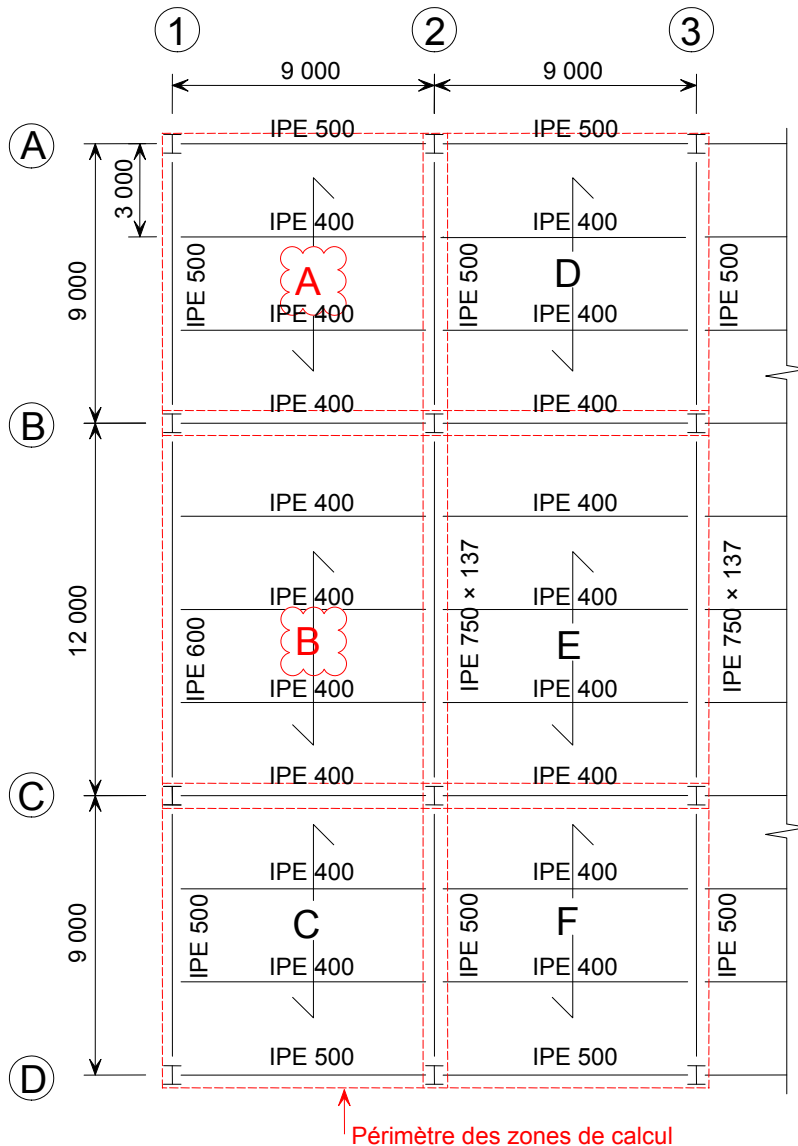 1 2 3
9 000 9 000
A IPE 500 IPE 500
3 000
9 000
IPE 400 IPE 400
IPE 500 A IPE 500 D IPE 500
IPE 400 IPE 400
IPE 400 IPE 400
B
IPE 400 IPE 400
12 000
IPE 400 IPE 400
IPE 600 B IPE 750 × 137 E IPE 750 × 137
IPE 400 IPE 400
IPE 400 IPE 400
C
9 000
IPE 400 IPE 400
IPE 500 C IPE 500 F IPE 500
IPE 400 IPE 400
IPE 500 IPE 500
D
Périmètre des zones de calcul